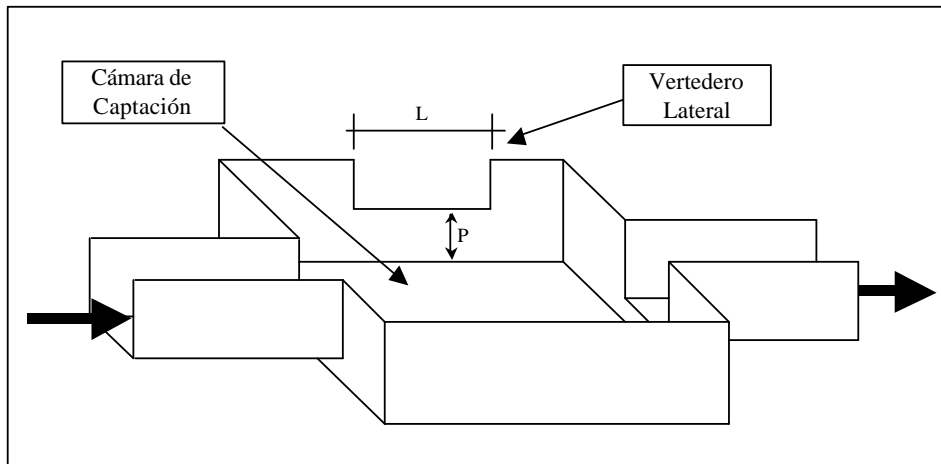 Cámara de
Captación
L
Vertedero
Lateral
P